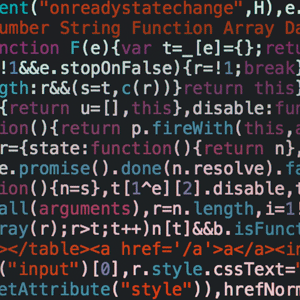 ent("onreadystatechange",H),e.
umber String Function Array Da
nction F(e){var t=_[e]={};ret
!1&&e.stopOnFalse){r=!1;break}
gth:r&&(s=t,c(r))}return this}
{return u=[],this},disable:fu
ion(){return p.fireWith(this,a
r={state:function(){return n},
e.promise().done(n.resolve).fa
ion(){n=s},t[1^e][2].disable,t
all(arguments),r=n.length,i=1!
ray(r);r>t;t++)n[t]&&b.isFunct
></table><a href='/a'>a</a><in
("input")[0],r.style.cssText="
etAttribute("style")),hrefNorm